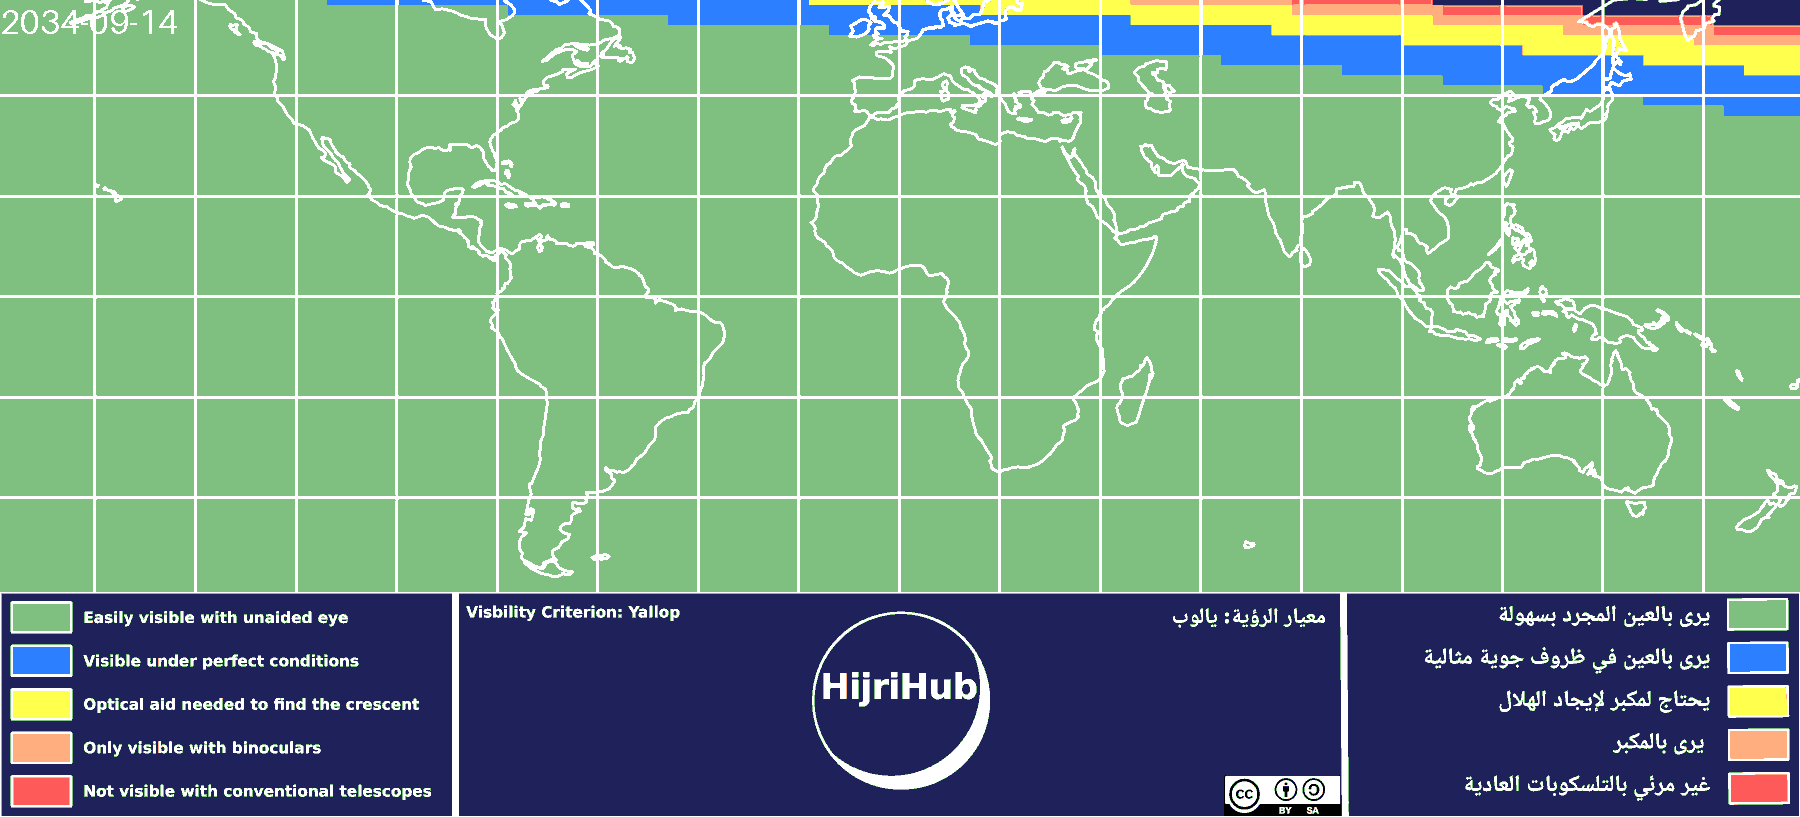 2034-09-14
Easily visible with unaided eye
Visible under perfect conditions
Optical aid needed to find the crescent
Only visible with binoculars
Not visible with conventional telescopes
Visbility Criterion: Yallop
معيار الرؤية: يالوب
HijriHub
cc
BY SA
يرى بالعين المجرد بسهولة
يرى بالعين في ظروف جوية مثالية
يحتاج لمكبر لإيجاد الهلال
يرى بالمكبر
غير مرئي بالتلسكوبات العادية